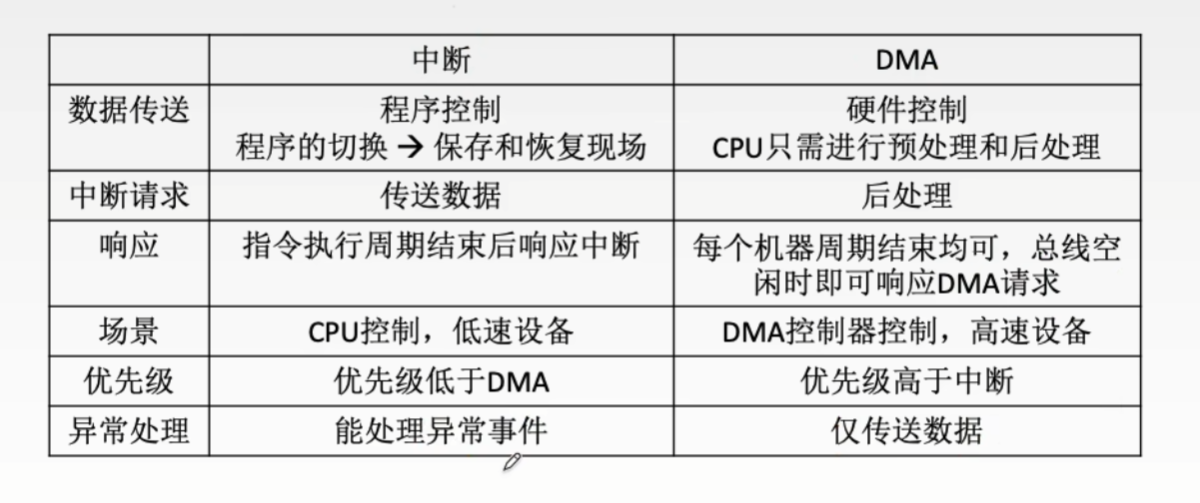 中断
DMA
数据传送
程序控制
程序的切换 → 保存和恢复现场
硬件控制
CPU只需进行预处理和后处理
中断请求
传送数据
后处理
响应
指令执行周期结束后响应中断
每个机器周期结束均可，总线空
闲时即可响应DMA请求
场景
CPU控制，低速设备
DMA控制器控制，高速设备
优先级
优先级低于DMA
优先级高于中断
异常处理
能处理异常事件
仅传送数据